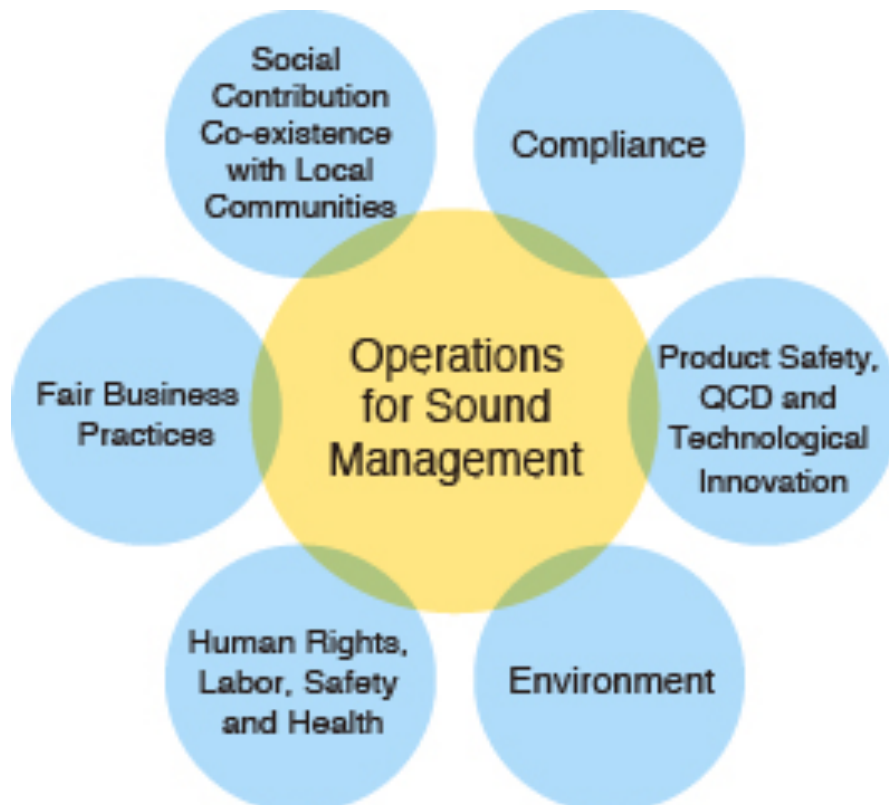 Social
Contribution
Co-existence
with Local
Communities
Compliance
Fair Business
Practices
Operations
for Sound
Management
Product Safety,
QCD and
Technological
Innovation
Human Rights,
Labor, Safety
and Health
Environment